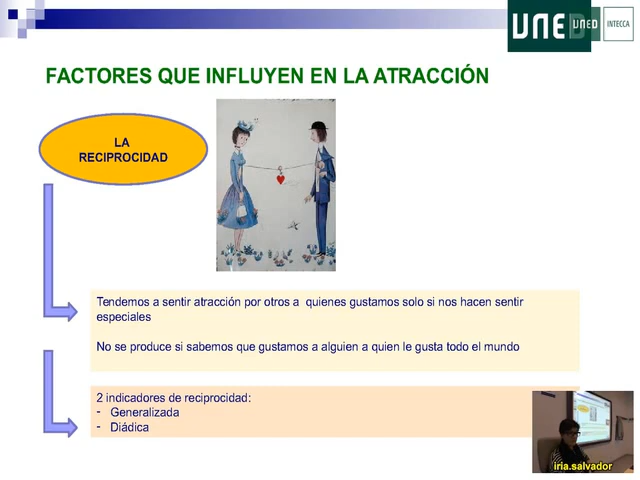 UNED
UNED
INTECCA
FACTORES QUE INFLUYEN EN LA ATRACCIÓN
LA
RECIPROCIDAD
Tendemos a sentir atracción por otros a quienes gustamos solo si nos hacen sentir
especiales
No se produce si sabemos que gustamos a alguien a quien le gusta todo el mundo
2 indicadores de reciprocidad:
- Generalizada
- Diádica
iria.salvador